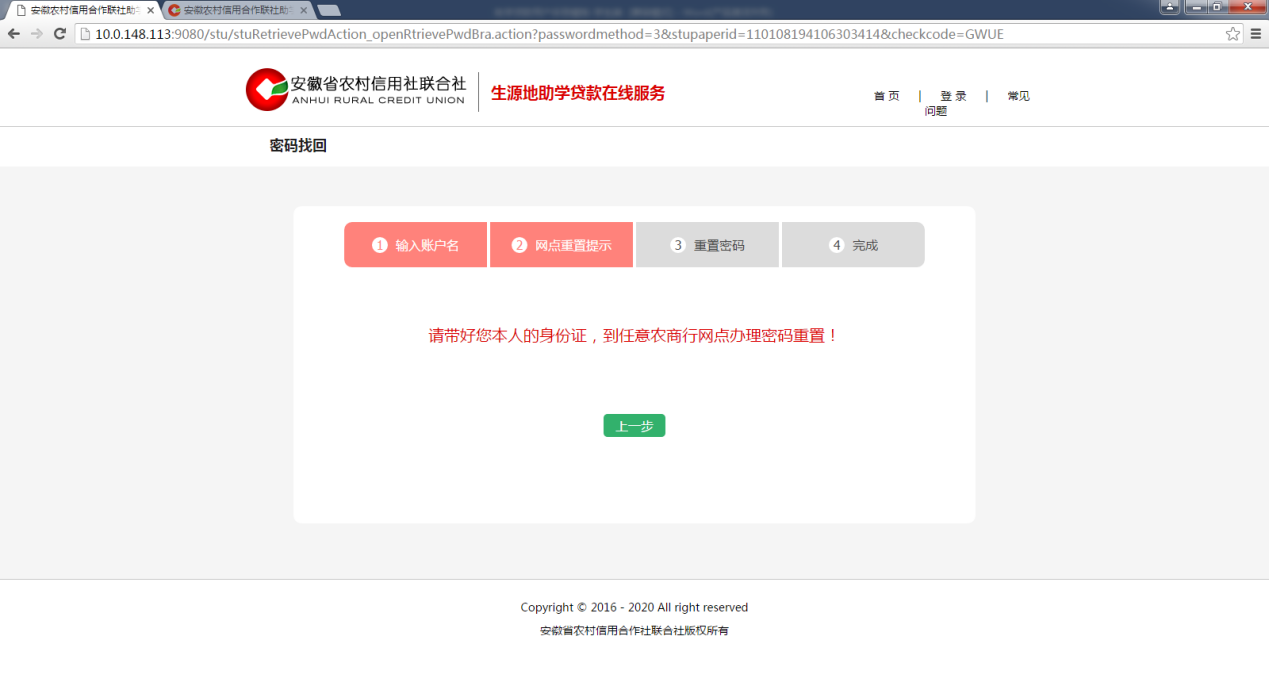 安徽农村信用合作联社助学
安徽农村信用合作联社助学
10.0.148.113:9080/stu/stuRetrievePwdAction_openRtrievePwdBra.action?passwordmethod=3&stupaperid=110108194106303414&checkcode=GWUE
安徽省农村信用社联合社
ANHUI RURAL CREDIT UNION
生源地助学贷款在线服务
首 页 | 登 录 | 常见
问题
密码找回
1 输入账户名 2 网点重置提示 3 重置密码 4 完成
请带好您本人的身份证，到任意农商行网点办理密码重置！
上一步
Copyright © 2016 - 2020 All right reserved
安徽省农村信用合作社联合社版权所有